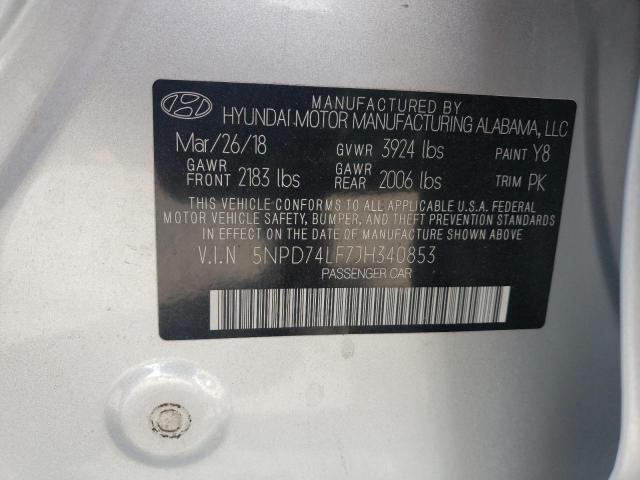 MANUFACTURED BY
HYUNDAI MOTOR MANUFACTURING ALABAMA, LLC
Mar/26/18 GVWR 3924 lbs PAINT Y8
GAWR FRONT 2183 lbs GAWR REAR 2006 lbs TRIM PK
THIS VEHICLE CONFORMS TO ALL APPLICABLE U.S.A. FEDERAL
MOTOR VEHICLE SAFETY, BUMPER, AND THEFT PREVENTION STANDARDS
IN EFFECT ON THE DATE OF MANUFACTURE SHOWN ABOVE.
V.I.N 5NPD74LF7JH340853
PASSENGER CAR